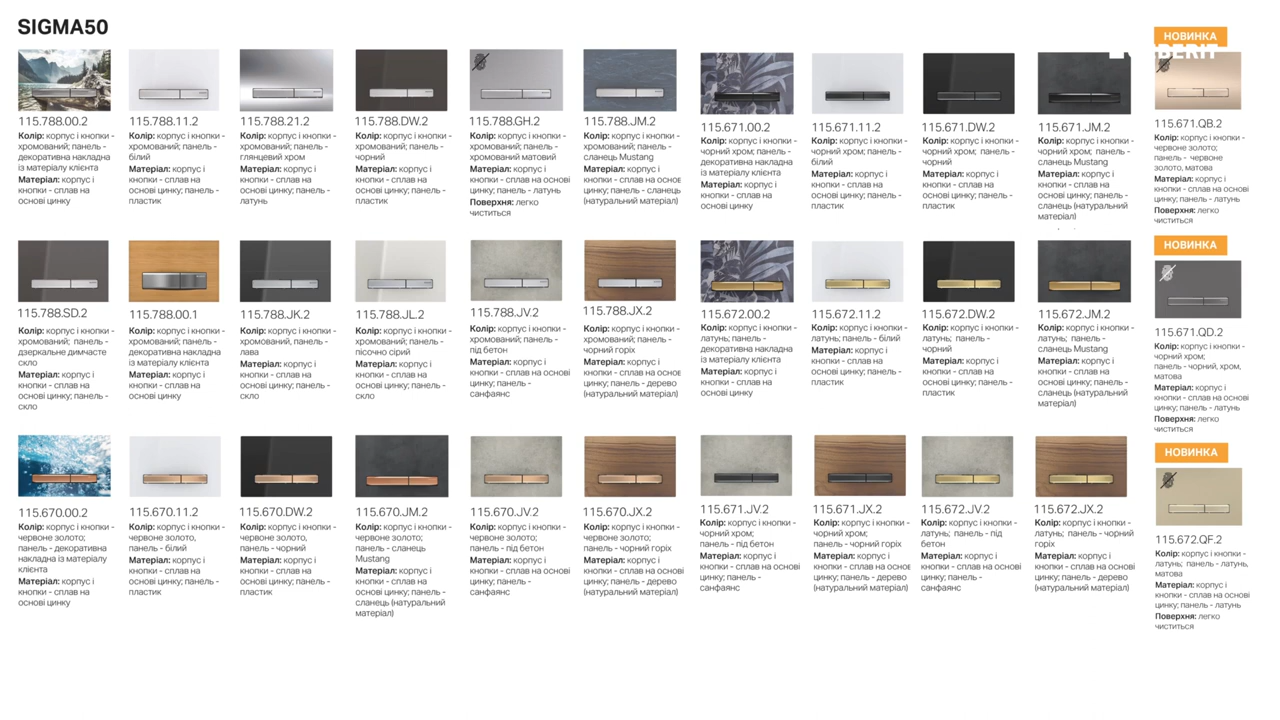 SIGMA50
НОВИНКА
115.788.00.2
Колір: корпус і кнопки -
хромований; панель -
декоративна накладна
із матеріалу клієнта
Матеріал: корпус і
кнопки - сплав на
основі цинку
115.788.11.2
Колір: корпус і кнопки -
хромований; панель -
білий
Матеріал: корпус і
кнопки - сплав на
основі цинку; панель -
пластик
115.788.21.2
Колір: корпус і кнопки -
хромований; панель -
глянцевий хром
Матеріал: корпус і
кнопки - сплав на
основі цинку; панель -
латунь
115.788.DW.2
Колір: корпус і кнопки -
хромований; панель -
чорний
Матеріал: корпус і
кнопки - сплав на
основі цинку; панель -
пластик
115.788.GH.2
Колір: корпус і кнопки -
хромований; панель -
хромований матовий
Матеріал: корпус і
кнопки - сплав на основі
цинку; панель - латунь
Поверхня: легко
чиститься
115.788.JM.2
Колір: корпус і кнопки -
хромований; панель -
сланець Mustang
Матеріал: корпус і
кнопки - сплав на основі
цинку; панель - сланець
(натуральний матеріал)
115.671.00.2
Колір: корпус і кнопки -
чорний хром; панель -
декоративна накладна
із матеріалу клієнта
Матеріал: корпус і
кнопки - сплав на
основі цинку
115.671.11.2
Колір: корпус і кнопки -
чорний хром; панель -
білий
Матеріал: корпус і
кнопки - сплав на
основі цинку; панель -
пластик
115.671.DW.2
Колір: корпус і кнопки -
чорний хром; панель -
чорний
Матеріал: корпус і
кнопки - сплав на
основі цинку; панель -
пластик
115.671.JM.2
Колір: корпус і кнопки -
чорний хром; панель -
сланець Mustang
Матеріал: корпус і
кнопки - сплав на
основі цинку; панель -
сланець (натуральний
матеріал)
115.671.QB.2
Колір: корпус і кнопки -
червоне золото;
панель - червоне
золото, матова
Матеріал: корпус і
кнопки - сплав на основі
цинку; панель - латунь
Поверхня: легко
чиститься
115.788.SD.2
Колір: корпус і кнопки -
хромований; панель -
дзеркальне димчасте
скло
Матеріал: корпус і
кнопки - сплав на
основі цинку; панель -
скло
115.788.00.1
Колір: корпус і кнопки -
хромований; панель -
декоративна накладна
із матеріалу клієнта
Матеріал: корпус і
кнопки - сплав на
основі цинку
115.788.JK.2
Колір: корпус і кнопки -
хромований; панель -
лава
Матеріал: корпус і
кнопки - сплав на
основі цинку; панель -
скло
115.788.JL.2
Колір: корпус і кнопки -
хромований; панель -
пісочно сірий
Матеріал: корпус і
кнопки - сплав на
основі цинку; панель -
скло
115.788.JV.2
Колір: корпус і кнопки -
хромований; панель -
під бетон
Матеріал: корпус і
кнопки - сплав на основі
цинку; панель -
санфаянс
115.788.JX.2
Колір: корпус і кнопки -
хромований; панель -
чорний горіх
Матеріал: корпус і
кнопки - сплав на основі
цинку; панель - дерево
(натуральний матеріал)
115.672.00.2
Колір: корпус і кнопки -
латунь; панель -
декоративна накладна
із матеріалу клієнта
Матеріал: корпус і
кнопки - сплав на
основі цинку
115.672.11.2
Колір: корпус і кнопки -
латунь; панель - білий
Матеріал: корпус і
кнопки - сплав на
основі цинку; панель -
пластик
115.672.DW.2
Колір: корпус і кнопки -
латунь; панель -
чорний
Матеріал: корпус і
кнопки - сплав на
основі цинку; панель -
пластик
115.672.JM.2
Колір: корпус і кнопки -
латунь; панель -
сланець Mustang
Матеріал: корпус і
кнопки - сплав на
основі цинку; панель -
сланець (натуральний
матеріал)
НОВИНКА
115.671.QD.2
Колір: корпус і кнопки -
чорний хром;
панель - чорний, хром,
матова
Матеріал: корпус і
кнопки - сплав на основі
цинку; панель - латунь
Поверхня: легко
чиститься
115.670.00.2
Колір: корпус і кнопки -
червоне золото;
панель - декоративна
накладна із матеріалу
клієнта
Матеріал: корпус і
кнопки - сплав на
основі цинку
115.670.11.2
Колір: корпус і кнопки -
червоне золото,
панель - білий
Матеріал: корпус і
кнопки - сплав на
основі цинку; панель -
пластик
115.670.DW.2
Колір: корпус і кнопки -
червоне золото,
панель - чорний
Матеріал: корпус і
кнопки - сплав на
основі цинку; панель -
пластик
115.670.JM.2
Колір: корпус і кнопки -
червоне золото;
панель - сланець
Mustang
Матеріал: корпус і
кнопки - сплав на
основі цинку; панель -
сланець (натуральний
матеріал)
115.670.JV.2
Колір: корпус і кнопки -
червоне золото;
панель - під бетон
Матеріал: корпус і
кнопки - сплав на основі
цинку; панель -
санфаянс
115.670.JX.2
Колір: корпус і кнопки -
червоне золото;
панель - чорний горіх
Матеріал: корпус і
кнопки - сплав на основі
цинку; панель - дерево
(натуральний матеріал)
115.671.JV.2
Колір: корпус і кнопки -
чорний хром;
панель - під бетон
Матеріал: корпус і
кнопки - сплав на основі
цинку; панель -
санфаянс
115.671.JX.2
Колір: корпус і кнопки -
чорний хром;
панель - чорний горіх
Матеріал: корпус і
кнопки - сплав на основі
цинку; панель - дерево
(натуральний матеріал)
115.672.JV.2
Колір: корпус і кнопки -
латунь; панель - під
бетон
Матеріал: корпус і
кнопки - сплав на основі
цинку; панель -
санфаянс
115.672.JX.2
Колір: корпус і кнопки -
латунь; панель - чорний
горіх
Матеріал: корпус і
кнопки - сплав на основі
цинку; панель - дерево
(натуральний матеріал)
НОВИНКА
115.672.QF.2
Колір: корпус і кнопки -
латунь; панель - латунь,
матова
Матеріал: корпус і
кнопки - сплав на основі
цинку; панель - латунь
Поверхня: легко
чиститься